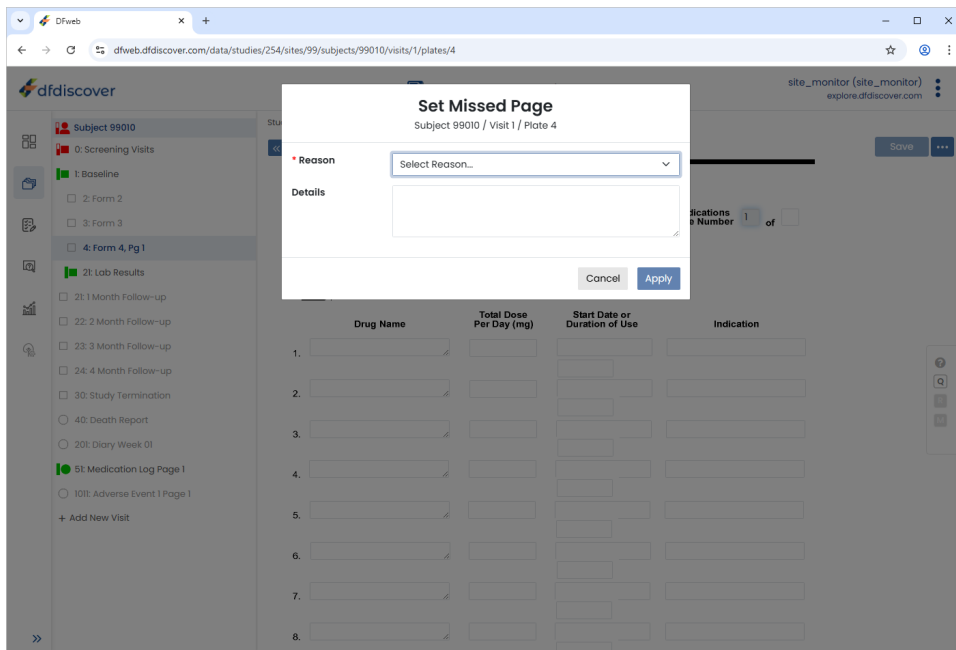 DFweb
dfweb.dfdiscover.com/data/studies/254/sites/99/subjects/99010/visits/1/plates/4
dfdiscover
site_monitor (site_monitor)
explore.dfdiscover.com
Subject 99010
0: Screening Visits
1: Baseline
2: Form 2
3: Form 3
4: Form 4, Pg 1
21: Lab Results
21: 1 Month Follow-up
22: 2 Month Follow-up
23: 3 Month Follow-up
24: 4 Month Follow-up
30: Study Termination
40: Death Report
201: Diary Week 01
51: Medication Log Page 1
1011: Adverse Event 1 Page 1
+ Add New Visit
Stu
Save
Set Missed Page
Subject 99010 / Visit 1 / Plate 4
* Reason
Select Reason...
Details
Cancel
Apply
dications
e Number 1 of
Drug Name
Total Dose
Per Day (mg)
Start Date or
Duration of Use
Indication
1.
2.
3.
4.
5.
6.
7.
8.
Q